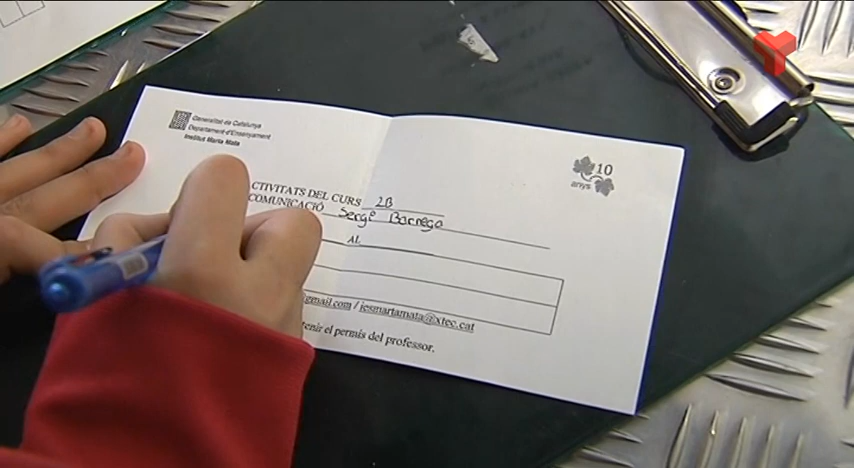 Generalitat de Catalunya
Departament d'Ensenyament
Institut Marta Mata
10
anys
CTIVITATS DEL CURS 2B
COMUNICACIÓ Sergi Barrego
AL
gmail.com / iesmartamata@xtec.cat
enir el permís del professor.